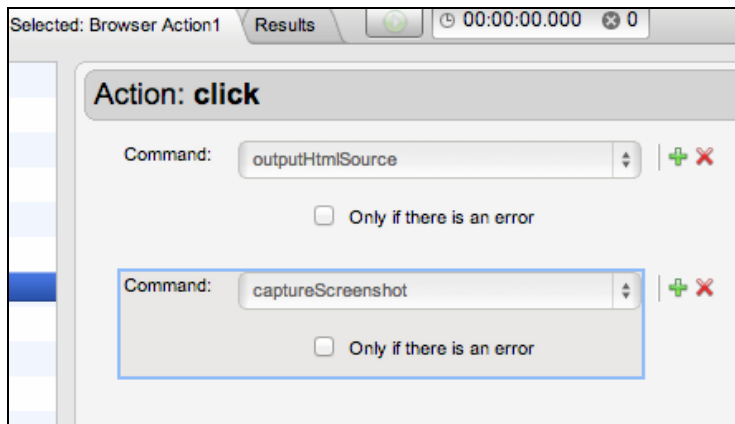 Selected: Browser Action1 Results 00:00:00.000 0
Action: click
Command: outputHtmlSource
Only if there is an error
Command: captureScreenshot
Only if there is an error